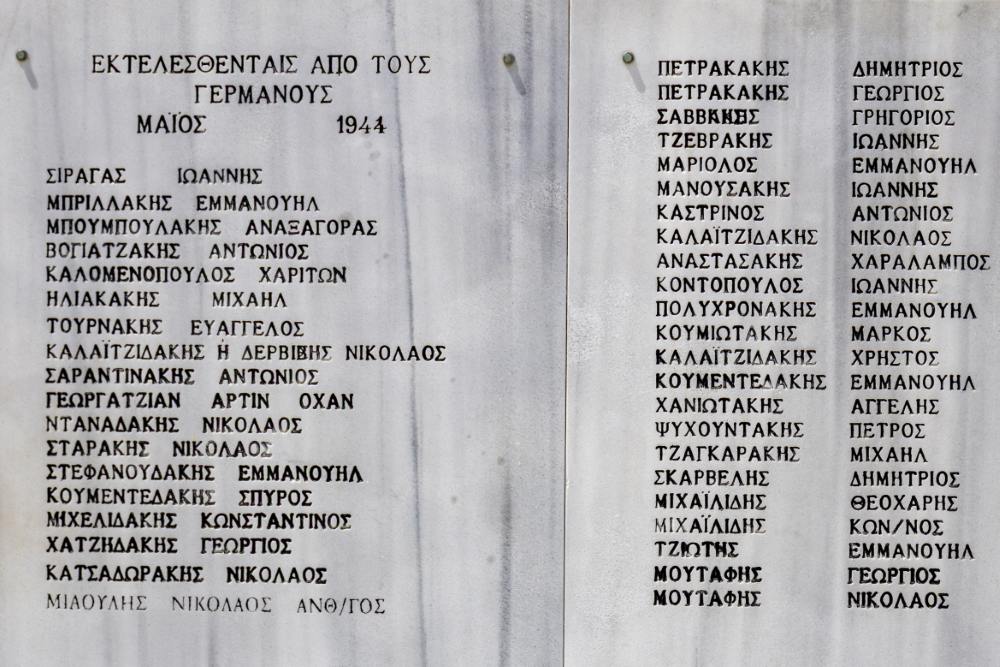 ΕΚΤΕΛΕΣΘΕΝΤΑΙΣ ΑΠΟ ΤΟΥΣ
ΓΕΡΜΑΝΟΥΣ
ΜΑΪΟΣ 1944
ΣΙΡΑΓΑΣ ΙΩΑΝΝΗΣ
ΜΠΡΙΛΛΑΚΗΣ ΕΜΜΑΝΟΥΗΛ
ΜΠΟΥΜΠΟΥΛΑΚΗΣ ΑΝΑΞΑΓΟΡΑΣ
ΒΟΓΙΑΤΖΑΚΗΣ ΑΝΤΩΝΙΟΣ
ΚΑΛΟΜΕΝΟΠΟΥΛΟΣ ΧΑΡΙΤΩΝ
ΗΛΙΑΚΑΚΗΣ ΜΙΧΑΗΛ
ΤΟΥΡΝΑΚΗΣ ΕΥΑΓΓΕΛΟΣ
ΚΑΛΑΪΤΖΙΔΑΚΗΣ Ή ΝΙΚΟΛΑΟΣ
ΣΑΡΑΝΤΙΝΑΚΗΣ ΑΝΤΩΝΙΟΣ
ΓΕΩΡΓΑΤΖΙΑΝ ΑΡΤΙΝ ΟΧΑΝ
ΝΤΑΝΑΔΑΚΗΣ ΝΙΚΟΛΑΟΣ
ΣΤΑΡΑΚΗΣ ΝΙΚΟΛΑΟΣ
ΣΤΕΦΑΝΟΥΔΑΚΗΣ ΕΜΜΑΝΟΥΗΛ
ΚΟΥΜΕΝΤΕΔΑΚΗΣ ΣΠΥΡΟΣ
ΜΙΧΕΛΙΔΑΚΗΣ ΚΩΝΣΤΑΝΤΙΝΟΣ
ΧΑΤΖΗΔΑΚΗΣ ΓΕΩΡΓΙΟΣ
ΚΑΤΣΑΔΩΡΑΚΗΣ ΝΙΚΟΛΑΟΣ
ΜΙΑΟΥΛΗΣ ΝΙΚΟΛΑΟΣ ΑΝΘ/ΓΟΣ
ΠΕΤΡΑΚΑΚΗΣ ΔΗΜΗΤΡΙΟΣ
ΠΕΤΡΑΚΑΚΗΣ ΓΕΩΡΓΙΟΣ
ΓΡΗΓΟΡΙΟΣ
ΤΖΕΒΡΑΚΗΣ ΙΩΑΝΝΗΣ
ΜΑΡΙΟΛΟΣ ΕΜΜΑΝΟΥΗΛ
ΜΑΝΟΥΣΑΚΗΣ ΙΩΑΝΝΗΣ
ΚΑΣΤΡΙΝΟΣ ΑΝΤΩΝΙΟΣ
ΚΑΛΑΪΤΖΙΔΑΚΗΣ ΝΙΚΟΛΑΟΣ
ΑΝΑΣΤΑΣΑΚΗΣ ΧΑΡΑΛΑΜΠΟΣ
ΚΟΝΤΟΠΟΥΛΟΣ ΙΩΑΝΝΗΣ
ΠΟΛΥΧΡΟΝΑΚΗΣ ΕΜΜΑΝΟΥΗΛ
ΚΟΥΜΙΩΤΑΚΗΣ ΜΑΡΚΟΣ
ΚΑΛΑΪΤΖΙΔΑΚΗΣ ΧΡΗΣΤΟΣ
ΚΟΥΜΕΝΤΕΔΑΚΗΣ ΕΜΜΑΝΟΥΗΛ
ΧΑΝΙΩΤΑΚΗΣ ΑΓΓΕΛΗΣ
ΨΥΧΟΥΝΤΑΚΗΣ ΠΕΤΡΟΣ
ΤΖΑΓΚΑΡΑΚΗΣ ΜΙΧΑΗΛ
ΣΚΑΡΒΕΛΗΣ ΔΗΜΗΤΡΙΟΣ
ΜΙΧΑΪΛΙΔΗΣ ΘΕΟΧΑΡΗΣ
ΜΙΧΑΪΛΙΔΗΣ ΚΩΝ/ΝΟΣ
ΤΖΙΩΤΗΣ ΕΜΜΑΝΟΥΗΛ
ΜΟΥΤΑΦΗΣ ΓΕΩΡΓΙΟΣ
ΜΟΥΤΑΦΗΣ ΝΙΚΟΛΑΟΣ